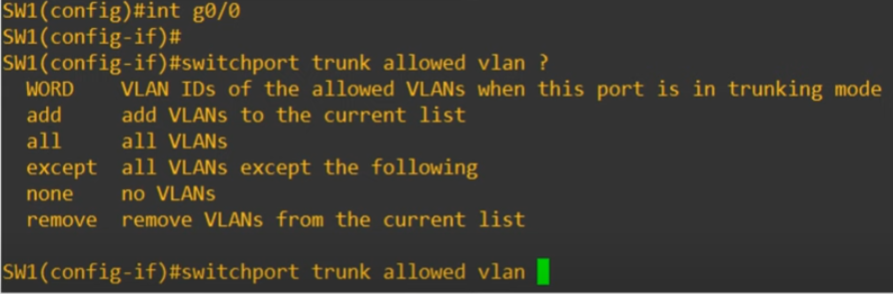 SW1(config)#int g0/0
SW1(config-if)#
SW1(config-if)#switchport trunk allowed vlan ?
  WORD    VLAN IDs of the allowed VLANs when this port is in trunking mode
  add     add VLANs to the current list
  all     all VLANs
  except  all VLANs except the following
  none    no VLANs
  remove  remove VLANs from the current list
SW1(config-if)#switchport trunk allowed vlan